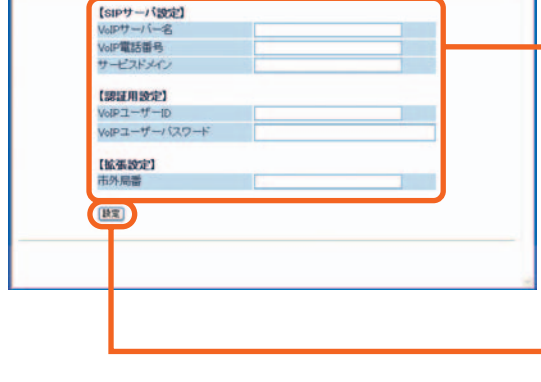 【SIPサーバ設定】
VoIPサーバー名
VoIP電話番号
サービスドメイン
【認証用設定】
VoIPユーザーID
VoIPユーザーパスワード
【拡張設定】
市外局番
設定